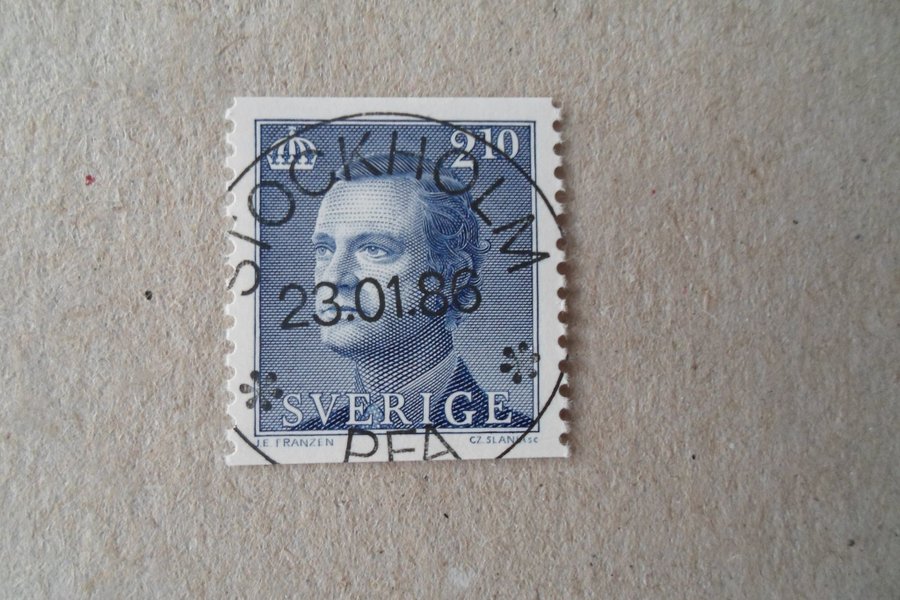 2 10
STOCKHOLM
23.01.86
SVERIGE
J.E. FRANZEN CZ. SLANIA SC
PFA